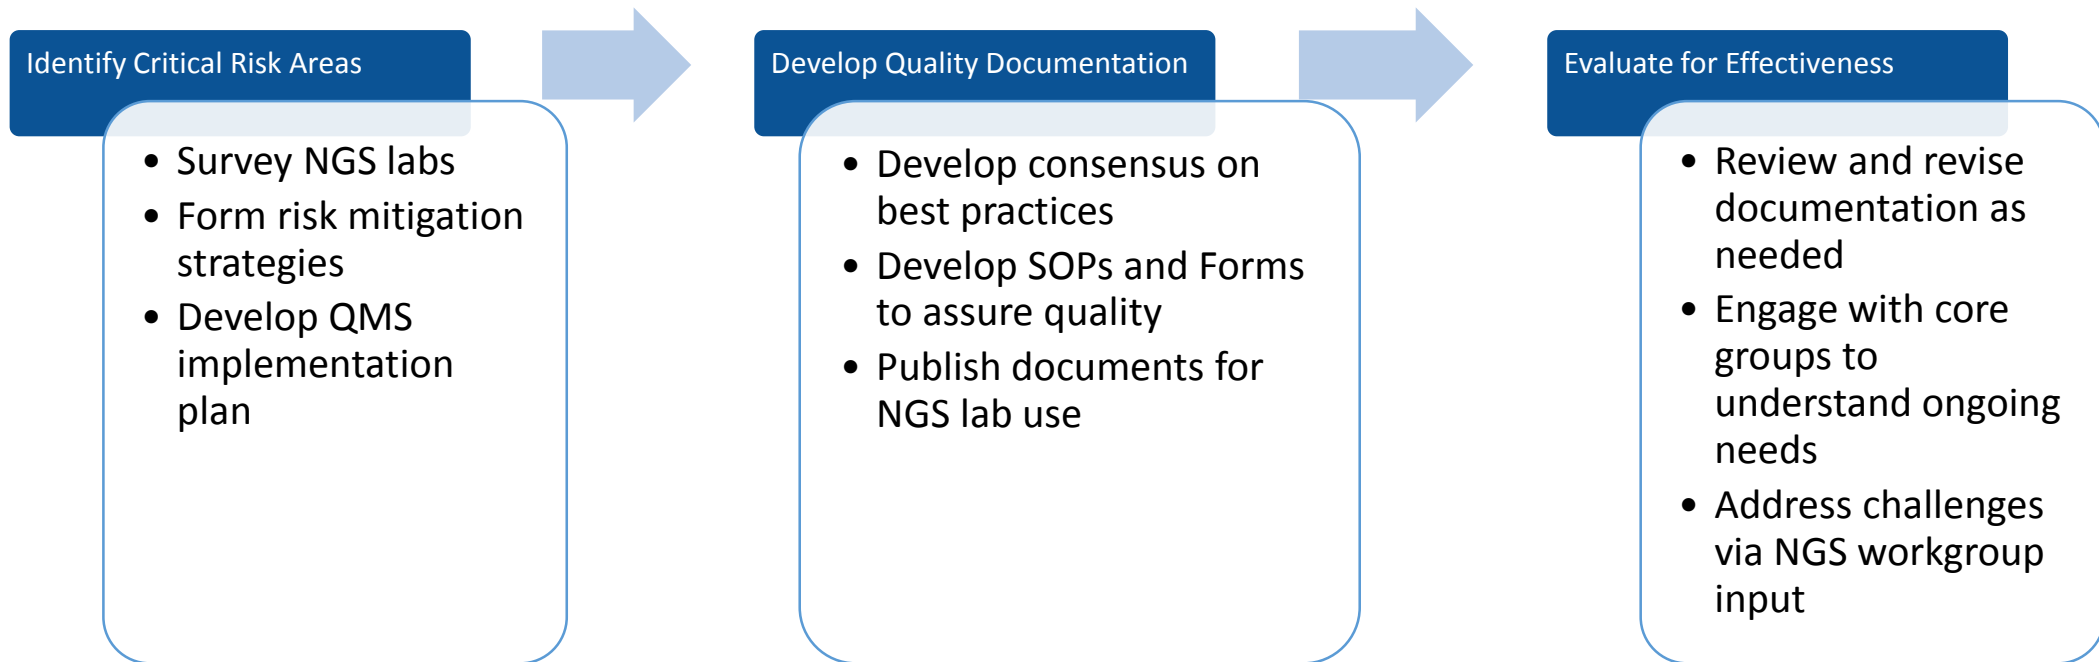 Identify Critical Risk Areas
• Survey NGS labs
• Form risk mitigation
strategies
• Develop QMS
implementation
plan
Develop Quality Documentation
• Develop consensus on
best practices
• Develop SOPs and Forms
to assure quality
• Publish documents for
NGS lab use
Evaluate for Effectiveness
• Review and revise
documentation as
needed
• Engage with core
groups to
understand ongoing
needs
• Address challenges
via NGS workgroup
input